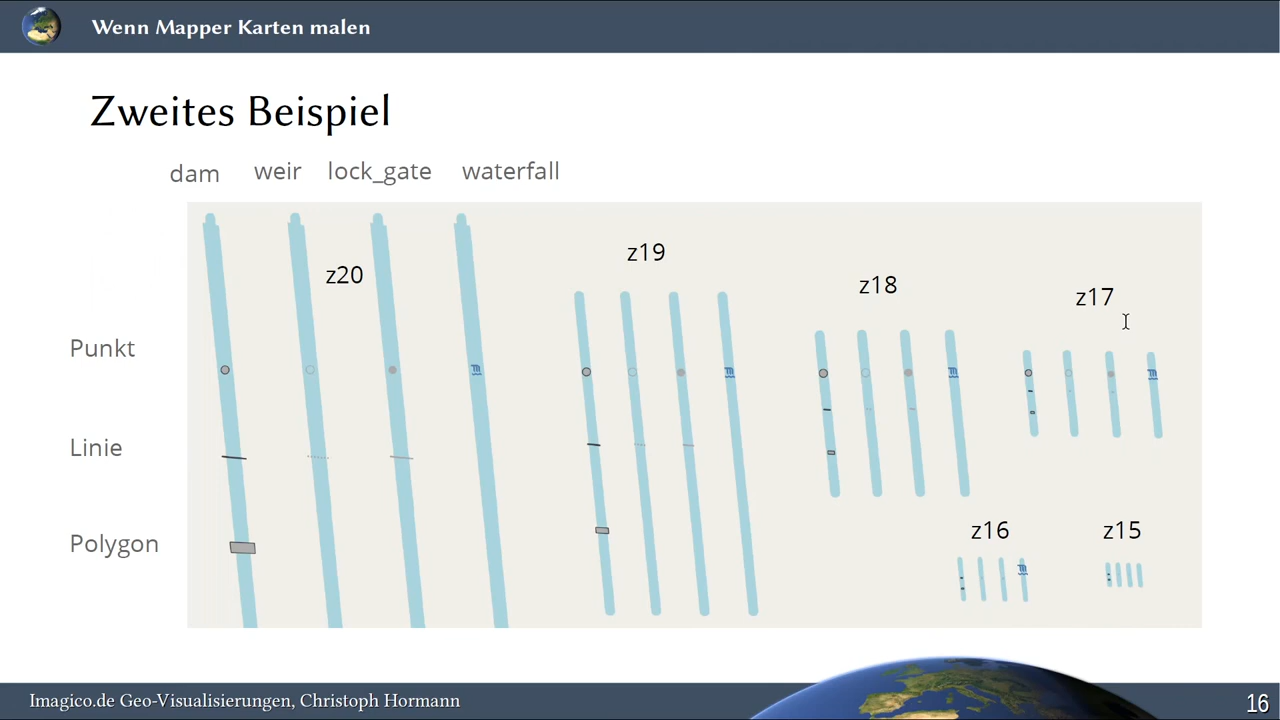 Wenn Mapper Karten malen
Zweites Beispiel
dam weir lock_gate waterfall
z20
z19
z18
z17
Punkt
Linie
Polygon
z16
z15
Imagico.de Geo-Visualisierungen, Christoph Hormann
16